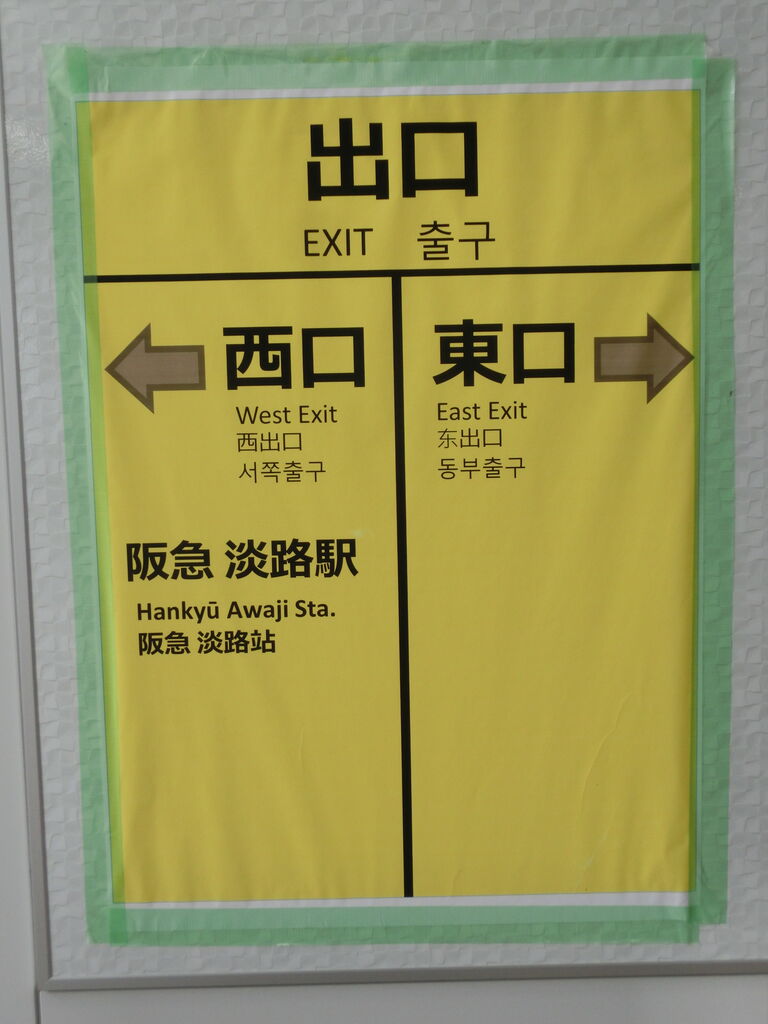 出口
EXIT 출구
西口
West Exit
西出口
서쪽출구
阪急 淡路駅
Hankyū Awaji Sta.
阪急 淡路站
東口
East Exit
东出口
동부출구